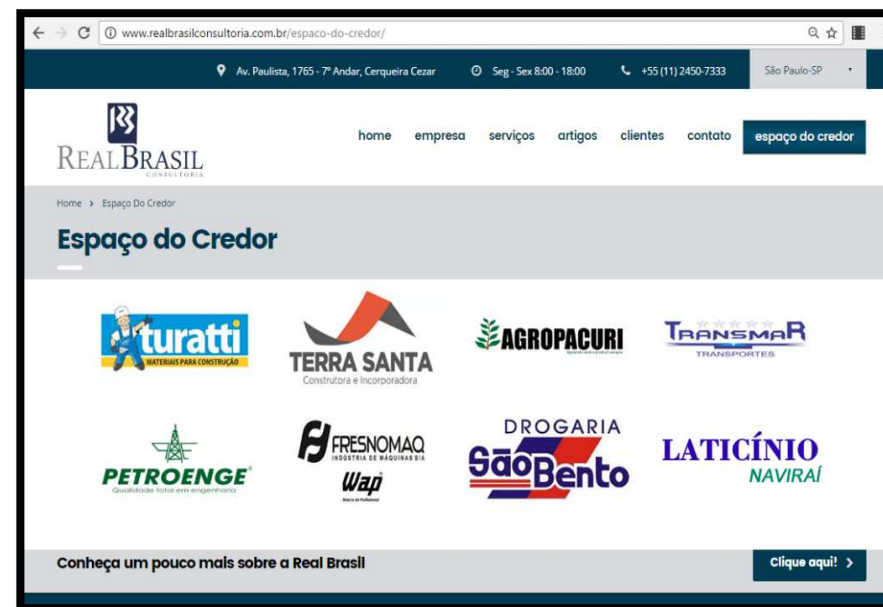 www.realbrasilconsultoria.com.br/espaco-do-credor/
Av. Paulista, 1765 - 7º Andar, Cerqueira Cezar Seg - Sex 8:00 - 18:00 +55 (11) 2450-7333 São Paulo-SP
REALBRASIL
CONSULTORIA
home empresa serviços artigos clientes contato espaço do credor
Home > Espaço Do Credor
Espaço do Credor
turatti
MATERIAIS PARA CONSTRUÇÃO
TERRA SANTA
Construtora e Incorporadora
AGROPACURI
TRANSMAR
TRANSPORTES
PETROENGE
Qualidade total em engenharia
FRESNOMAQ
INDÚSTRIA DE MÁQUINAS S/A
Wap
DROGARIA
São Bento
LATICÍNIO
NAVIRAÍ
Conheça um pouco mais sobre a Real Brasil Clique aqui! >